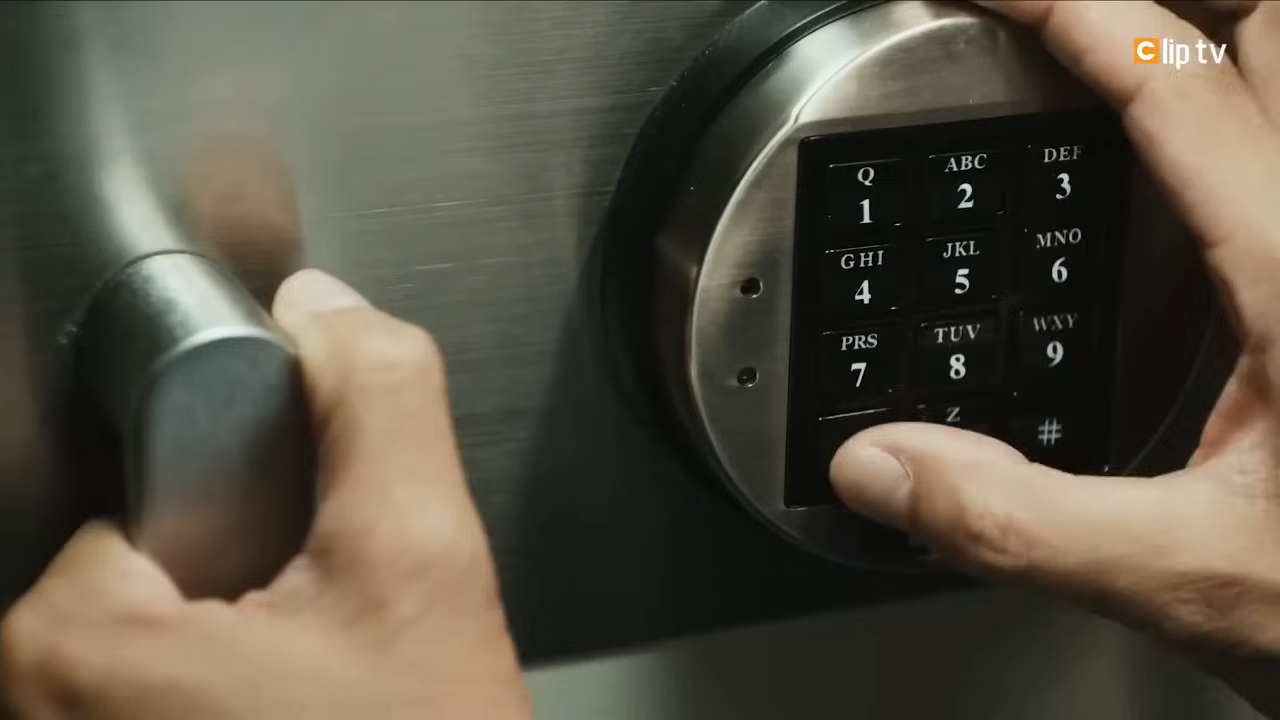 Clip tv
Q ABC DEF
1 2 3
GHI JKL MNO
4 5 6
PRS TUV WXY
7 8 9
Z
#